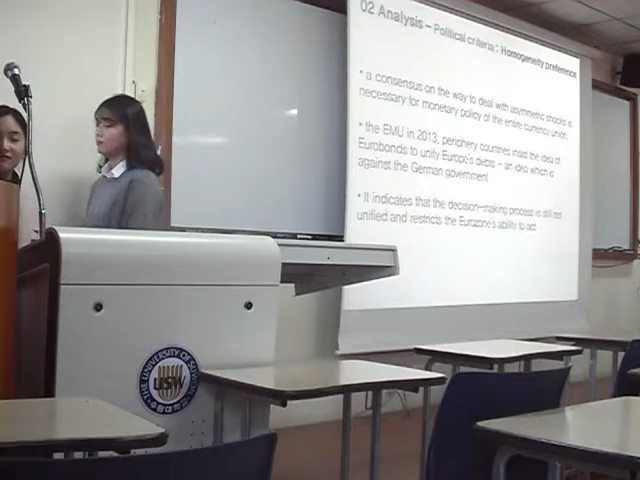 02 Analysis – Political criteria : Homogeneity preference
* a consensus on the way to deal with asymmetric shocks is
necessary for monetary policy of the entire currency union,
* the EMU in 2013, periphery countries insist the idea of
Eurobonds to unify Europe's debts – an idea which is
against the German government
* It indicates that the decision–making process is still not
unified and restricts the Eurozone's ability to act
THE UNIVERSITY OF
USW